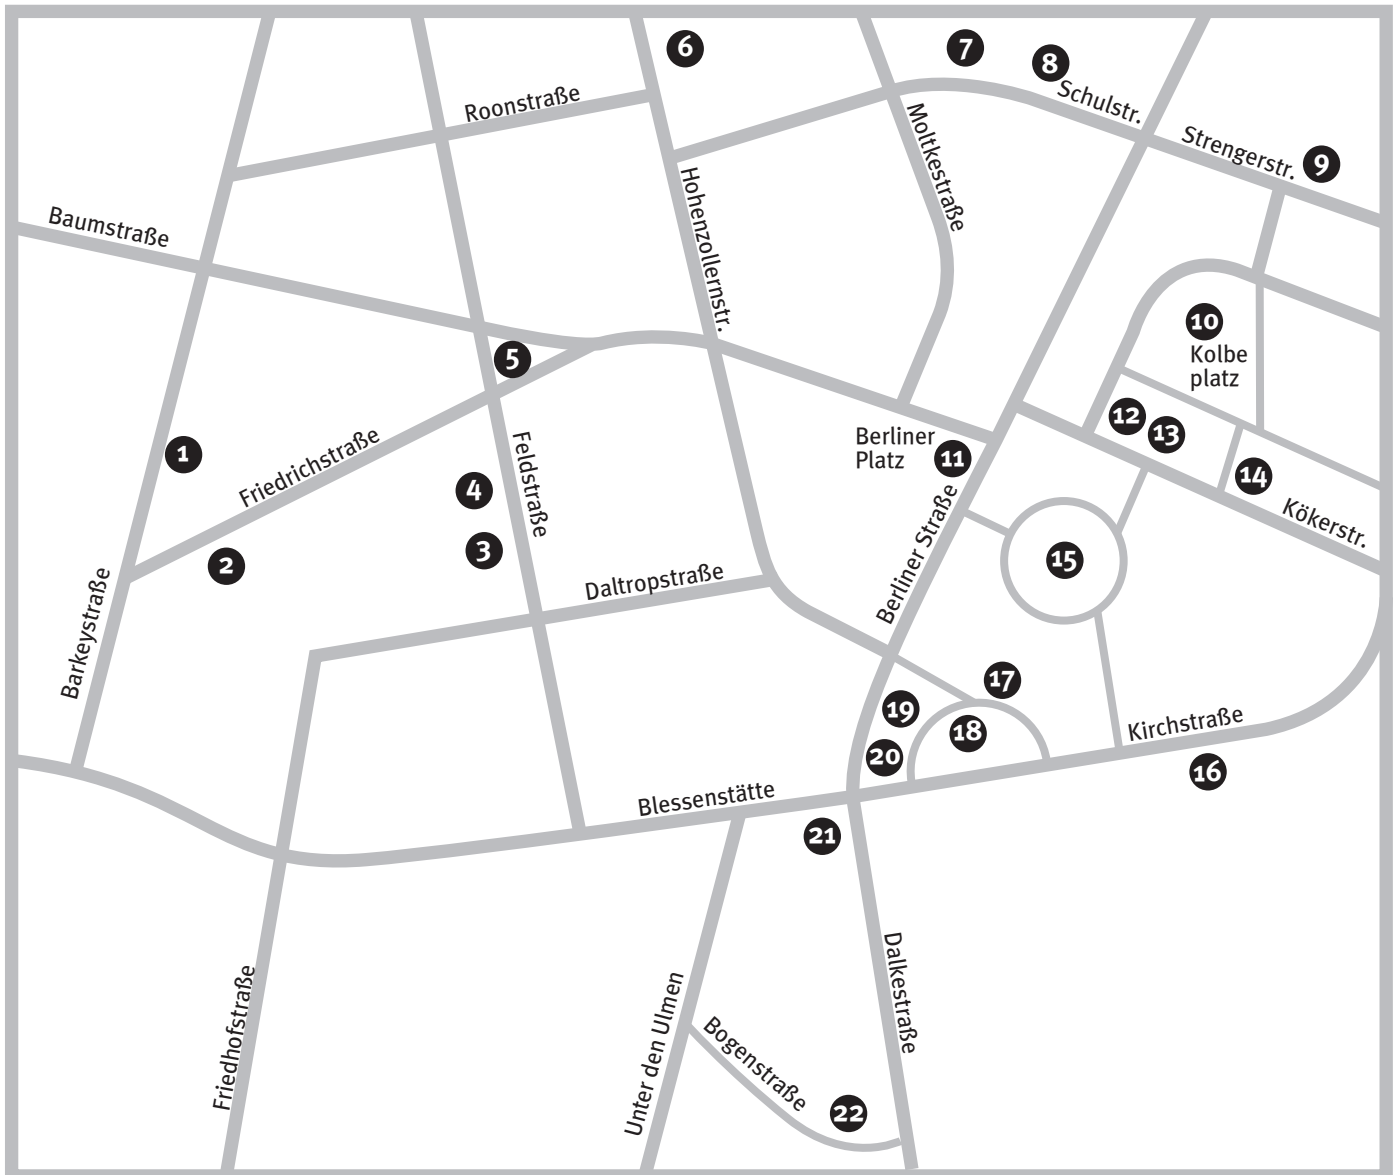 6
7
8
Schulstr.
Roonstraße
Moltkestraße
Strengerstr.
9
Hohenzollernstr.
Baumstraße
10
Kolbe
platz
5
12
13
1
Friedrichstraße
Feldstraße
Berliner
Platz
11
14
4
Kökerstr.
3
2
Berliner Straße
15
Daltropstraße
Barkeystraße
17
19
18
Kirchstraße
20
16
Blessenstätte
21
Dalkestraße
Friedhofstraße
Unter den Ulmen
Bogenstraße
22